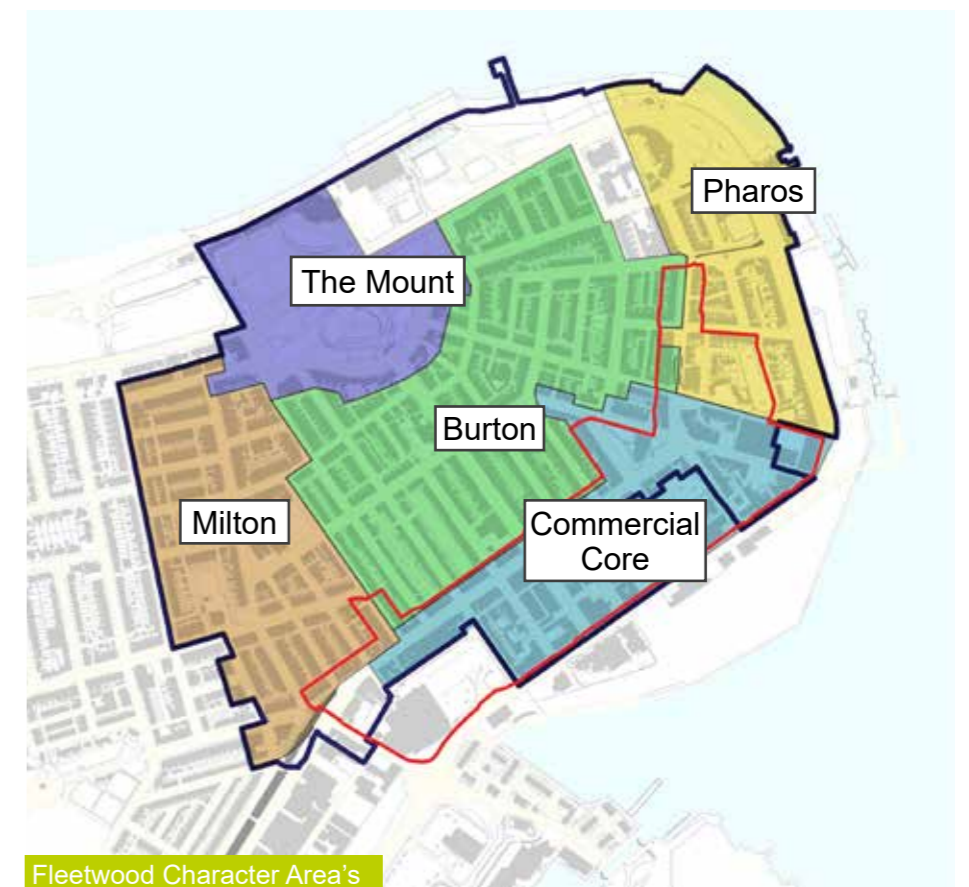 Pharos
The Mount
Burton
Milton
Commercial
Core
Fleetwood Character Area's